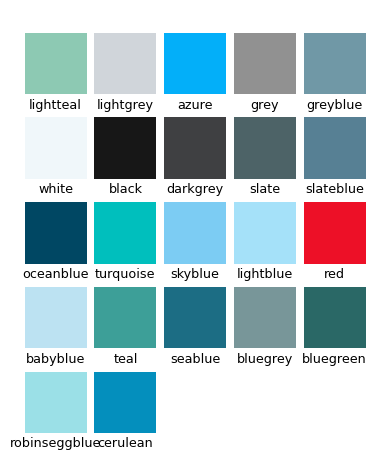 lightteal lightgrey azure grey greyblue
white black darkgrey slate slateblue
oceanblue turquoise skyblue lightblue red
babyblue teal seablue bluegrey bluegreen
robinseggblue cerulean